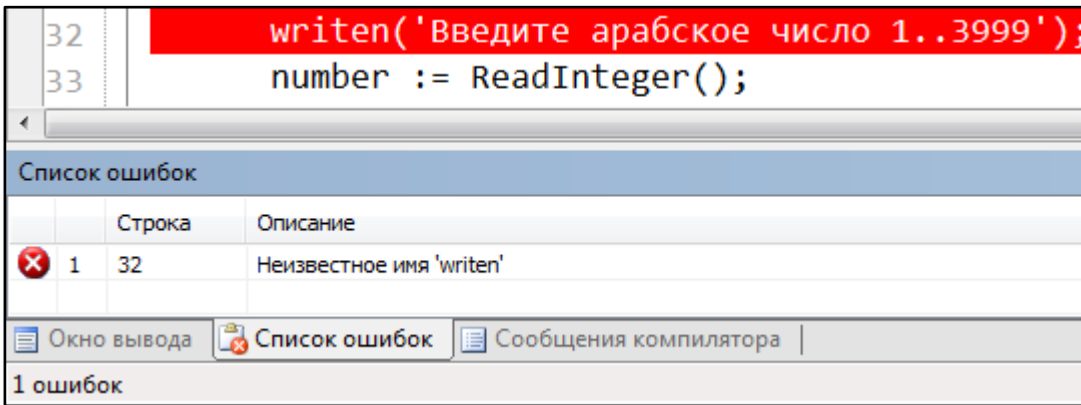 32 writen('Введите арабское число 1..3999');
33 number := ReadInteger();
Список ошибок
Строка Описание
1 32 Неизвестное имя 'writen'
Окно вывода Список ошибок Сообщения компилятора
1 ошибок